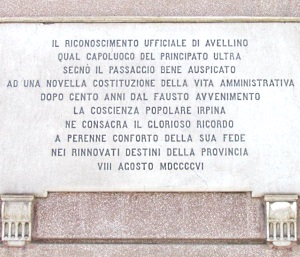 IL RICONOSCIMENTO UFFICIALE DI AVELLINO
QUAL CAPOLUOGO DEL PRINCIPATO ULTRA
SEGNÒ IL PASSAGGIO BENE AUSPICATO
AD UNA NOVELLA COSTITUZIONE DELLA VITA AMMINISTRATIVA
DOPO CENTO ANNI DAL FAUSTO AVVENIMENTO
LA COSCIENZA POPOLARE IRPINA
NE CONSACRA IL GLORIOSO RICORDO
A PERENNE CONFORTO DELLA SUA FEDE
NEI RINNOVATI DESTINI DELLA PROVINCIA
VIII AGOSTO MDCCCCVI